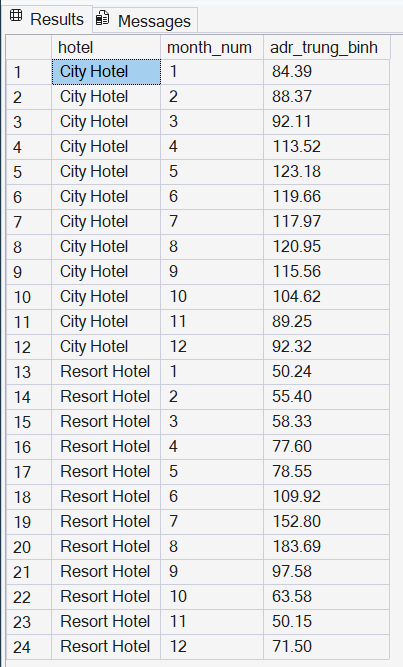 Results Messages
hotel month_num adr_trung_binh
1 City Hotel 1 84.39
2 City Hotel 2 88.37
3 City Hotel 3 92.11
4 City Hotel 4 113.52
5 City Hotel 5 123.18
6 City Hotel 6 119.66
7 City Hotel 7 117.97
8 City Hotel 8 120.95
9 City Hotel 9 115.56
10 City Hotel 10 104.62
11 City Hotel 11 89.25
12 City Hotel 12 92.32
13 Resort Hotel 1 50.24
14 Resort Hotel 2 55.40
15 Resort Hotel 3 58.33
16 Resort Hotel 4 77.60
17 Resort Hotel 5 78.55
18 Resort Hotel 6 109.92
19 Resort Hotel 7 152.80
20 Resort Hotel 8 183.69
21 Resort Hotel 9 97.58
22 Resort Hotel 10 63.58
23 Resort Hotel 11 50.15
24 Resort Hotel 12 71.50